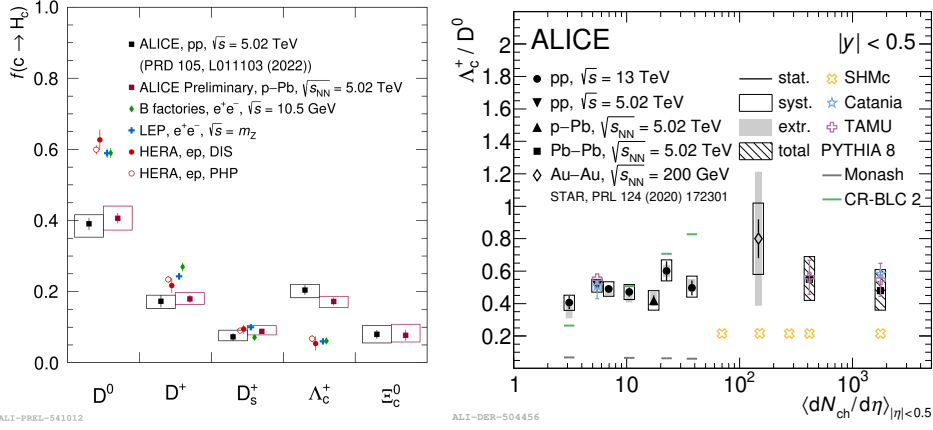 f(c → H_c)
1.0
0.8
0.6
0.4
0.2
0.0
ALICE, pp, √s = 5.02 TeV
(PRD 105, L011103 (2022))
ALICE Preliminary, p−Pb, √s_NN = 5.02 TeV
B factories, e⁺e⁻, √s = 10.5 GeV
LEP, e⁺e⁻, √s = m_Z
HERA, ep, DIS
HERA, ep, PHP
D⁰ D⁺ D_s⁺ Λ_c⁺ Ξ_c⁰
ALI-PREL-541012
Λ_c⁺ / D⁰
2
1.6
1.2
1
0.8
0.6
0.4
0.2
ALICE |y| < 0.5
pp, √s = 13 TeV
pp, √s = 5.02 TeV
p−Pb, √s_NN = 5.02 TeV
Pb−Pb, √s_NN = 5.02 TeV
Au−Au, √s_NN = 200 GeV
STAR, PRL 124 (2020) 172301
stat.
syst.
extr.
total
SHMc
Catania
TAMU
PYTHIA 8
Monash
CR-BLC 2
1 10 10² 10³
⟨dN_ch/dη⟩_|η|<0.5
ALI-DER-504456